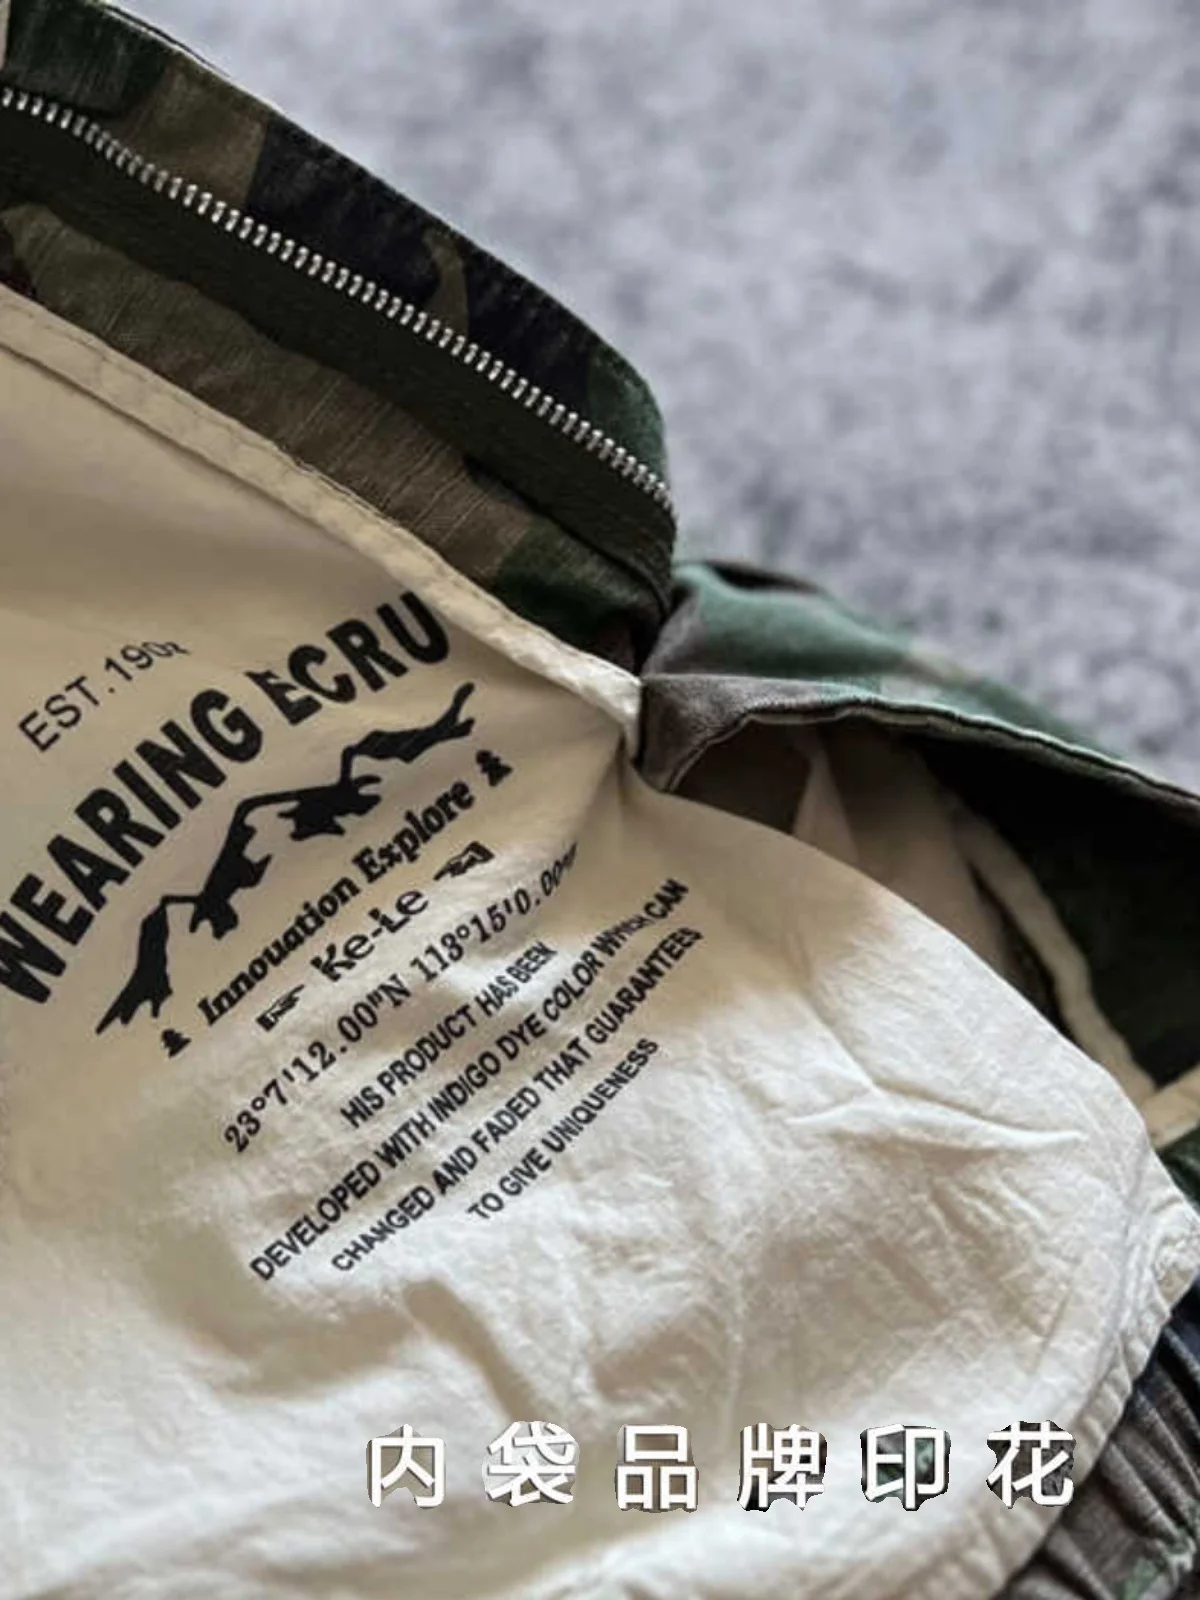 EST.190
WEARING ECRU
Innouation Explore
Ke-Le
23°7'12.00"N 113°15'0.00"
HIS PRODUCT HAS BEEN
DEVELOPED WITH INDIGO DYE COLOR WHICH CAN
CHANGED AND FADED THAT GUARANTEES
TO GIVE UNIQUENESS
内袋品牌印花